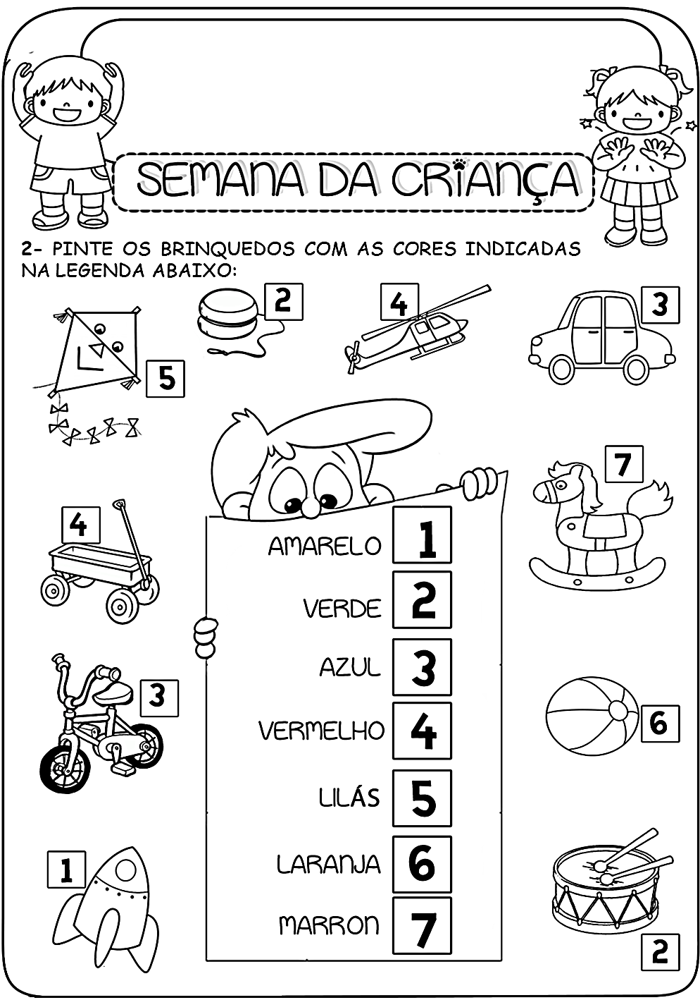 SEMANA DA CRIANÇA
2- PINTE OS BRINQUEDOS COM AS CORES INDICADAS
NA LEGENDA ABAIXO:
2
4
3
5
7
4
AMARELO 1
VERDE 2
AZUL 3
3
VERMELHO 4
6
LILÁS 5
1
LARANJA 6
MARRON 7
2